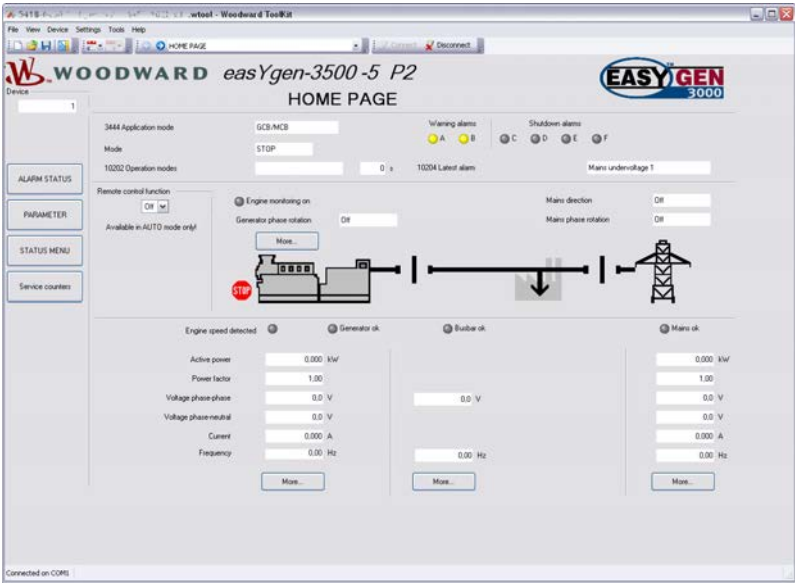 .wtool - Woodward ToolKit
File View Device Settings Tools Help
HOME PAGE Connect Disconnect
WOODWARD easYgen-3500 -5 P2
EASYGEN 3000
HOME PAGE
Device
1
3444 Application mode GCB/MCB
Warning alarms Shutdown alarms
A B C D E F
Mode STOP
10202 Operation modes 0 s 10204 Latest alarm Mains undervoltage 1
ALARM STATUS
PARAMETER
STATUS MENU
Service counters
Remote control function
Off
Available in AUTO mode only!
Engine monitoring on
Generator phase rotation Off
More...
Mains direction Off
Mains phase rotation Off
STOP
Engine speed detected Generator ok Busbar ok Mains ok
Active power 0,000 kW 0,000 kW
Power factor 1,00 1,00
Voltage phase-phase 0,0 V 0,0 V 0,0 V
Voltage phase-neutral 0,0 V 0,0 V
Current 0,000 A 0,000 A
Frequency 0,00 Hz 0,00 Hz 0,00 Hz
More... More... More...
Connected on COM1